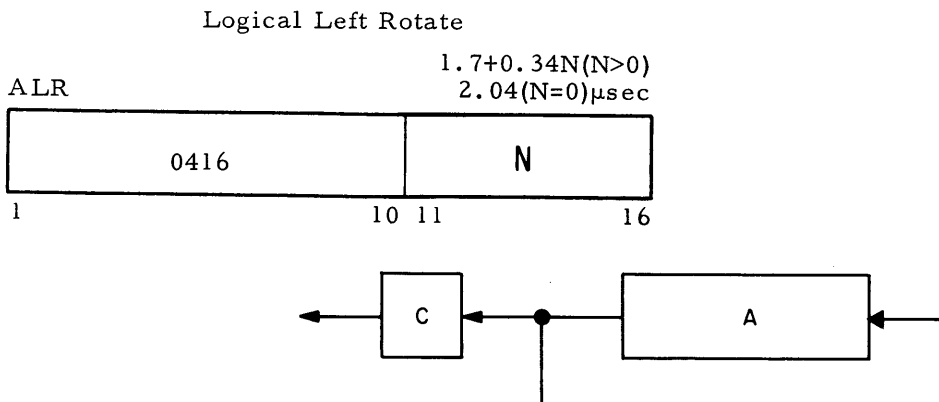 Logical Left Rotate
1.7+0.34N(N>0)
ALR 2.04(N=0)μsec
0416 N
1 10 11 16
C A